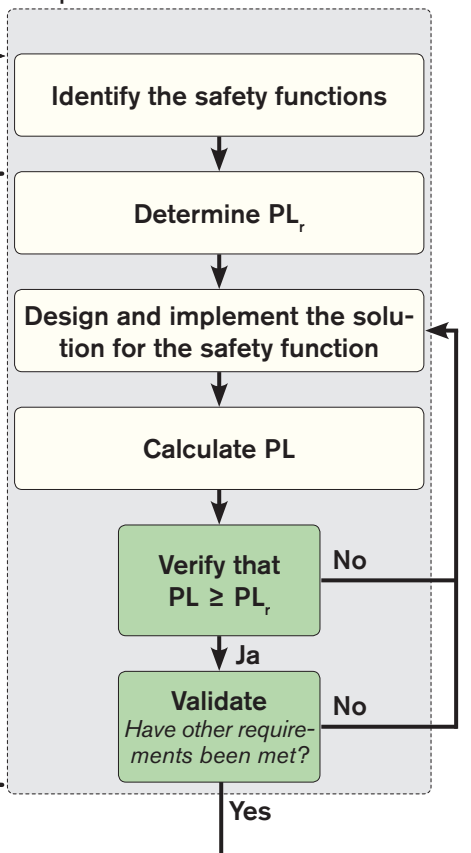 Identify the safety functions
Determine PLr
Design and implement the solu-
tion for the safety function
Calculate PL
Verify that
PL ≥ PLr
No
Ja
Validate
Have other require-
ments been met?
No
Yes